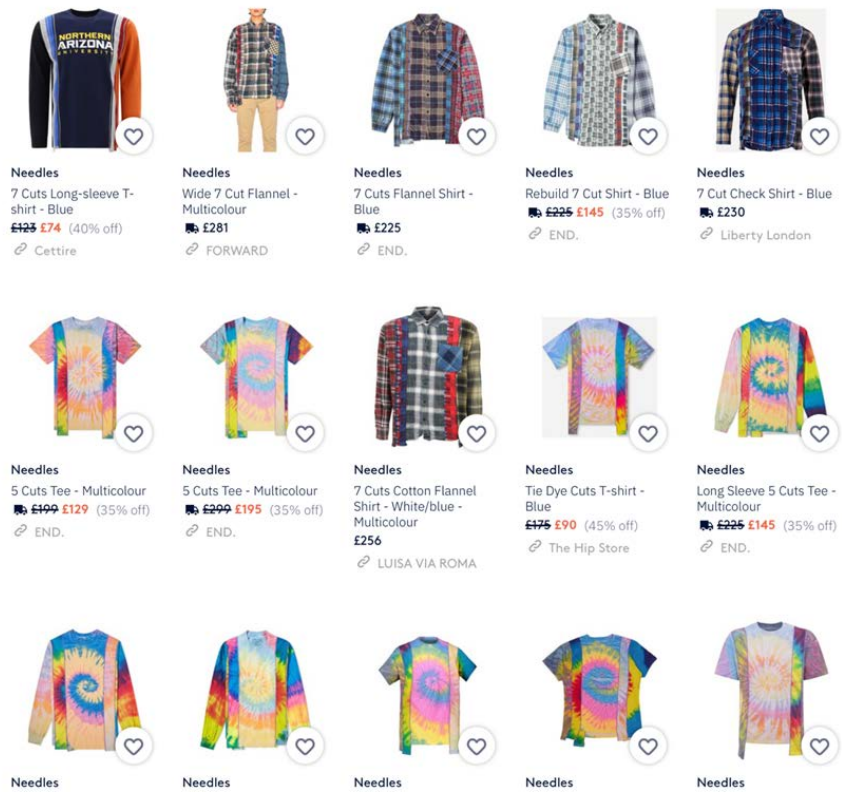 NORTHERN
ARIZONA
UNIVERSITY
Needles
7 Cuts Long-sleeve T-
shirt - Blue
£123 £74 (40% off)
Cettire
Needles
Wide 7 Cut Flannel -
Multicolour
£281
FORWARD
Needles
7 Cuts Flannel Shirt -
Blue
£225
END.
Needles
Rebuild 7 Cut Shirt - Blue
£225 £145 (35% off)
END.
Needles
7 Cut Check Shirt - Blue
£230
Liberty London
Needles
5 Cuts Tee - Multicolour
£199 £129 (35% off)
END.
Needles
5 Cuts Tee - Multicolour
£299 £195 (35% off)
END.
Needles
7 Cuts Cotton Flannel
Shirt - White/blue -
Multicolour
£256
LUISA VIA ROMA
Needles
Tie Dye Cuts T-shirt -
Blue
£175 £90 (45% off)
The Hip Store
Needles
Long Sleeve 5 Cuts Tee -
Multicolour
£225 £145 (35% off)
END.
Needles
Needles
Needles
Needles
Needles